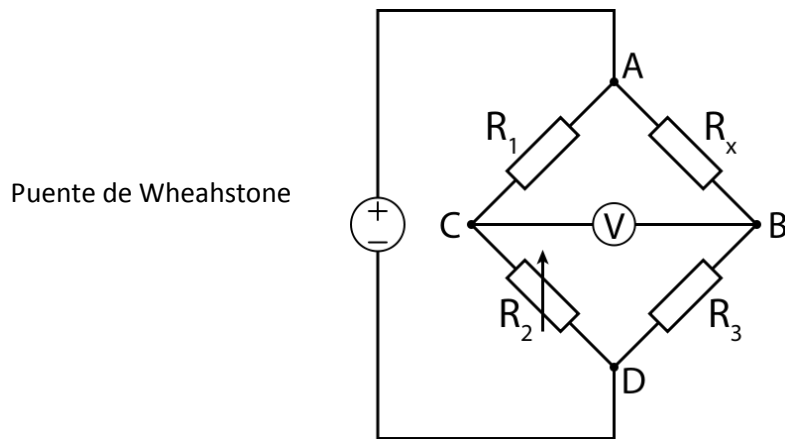 A
R1
Rx
Puente de Wheahstone
+
−
C
V
B
R2
R3
D